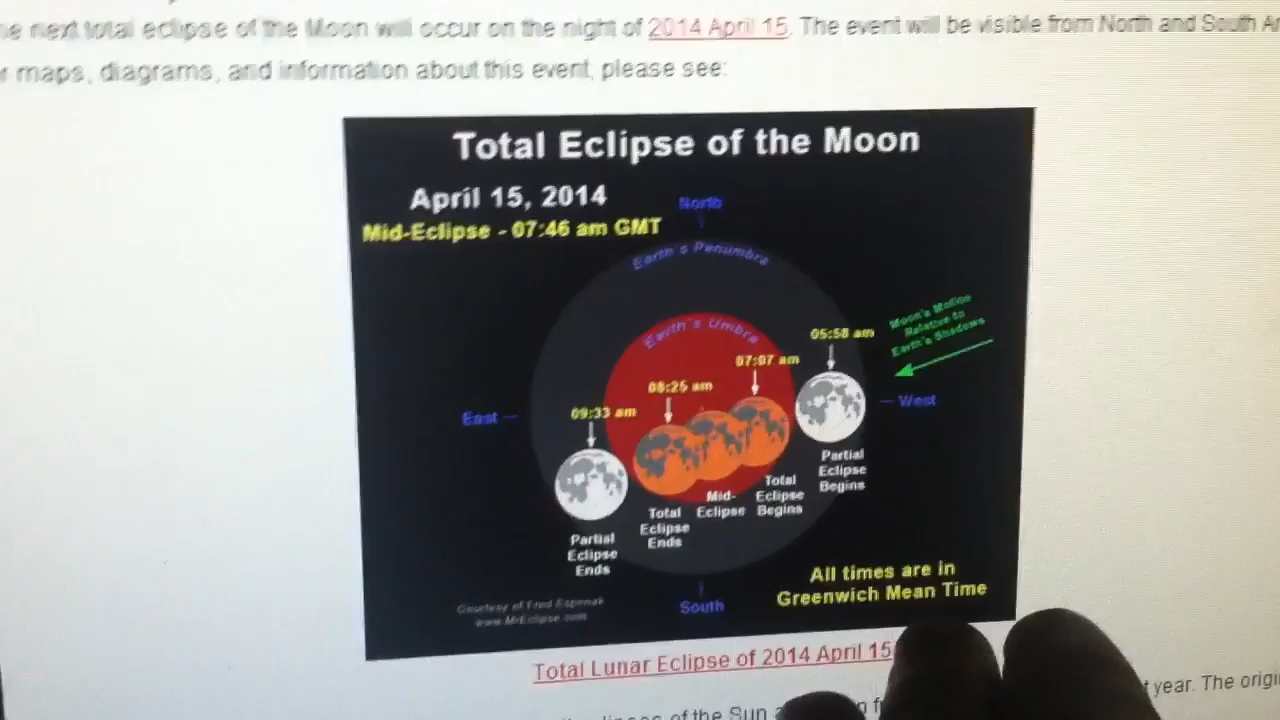 next total eclipse of the Moon will occur on the night of 2014 April 15. The event will be visible from North and South
maps, diagrams, and information about this event, please see:
Total Eclipse of the Moon
April 15, 2014
Mid-Eclipse - 07:46 am GMT
North
Earth's Penumbra
Earth's Umbra
Moon's Motion
Relative to
Earth's Shadows
05:58 am
07:07 am
08:25 am
09:33 am
East
West
Partial
Eclipse
Begins
Total
Eclipse
Begins
Mid-
Eclipse
Total
Eclipse
Ends
Partial
Eclipse
Ends
All times are in
Greenwich Mean Time
South
Courtesy of Fred Espenak
www.MrEclipse.com
Total Lunar Eclipse of 2014 April 15
of the Sun
year. The